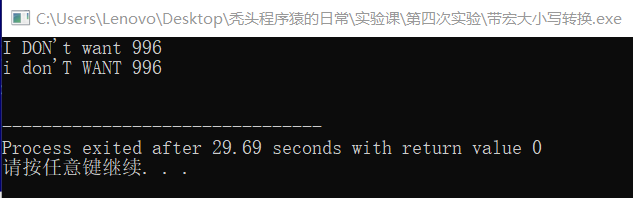 C:\Users\Lenovo\Desktop\秃头程序猿的日常\实验课\第四次实验\带宏大小写转换.exe
I DON't want 996
i don'T WANT 996
--------------------------------
Process exited after 29.69 seconds with return value 0
请按任意键继续. . .